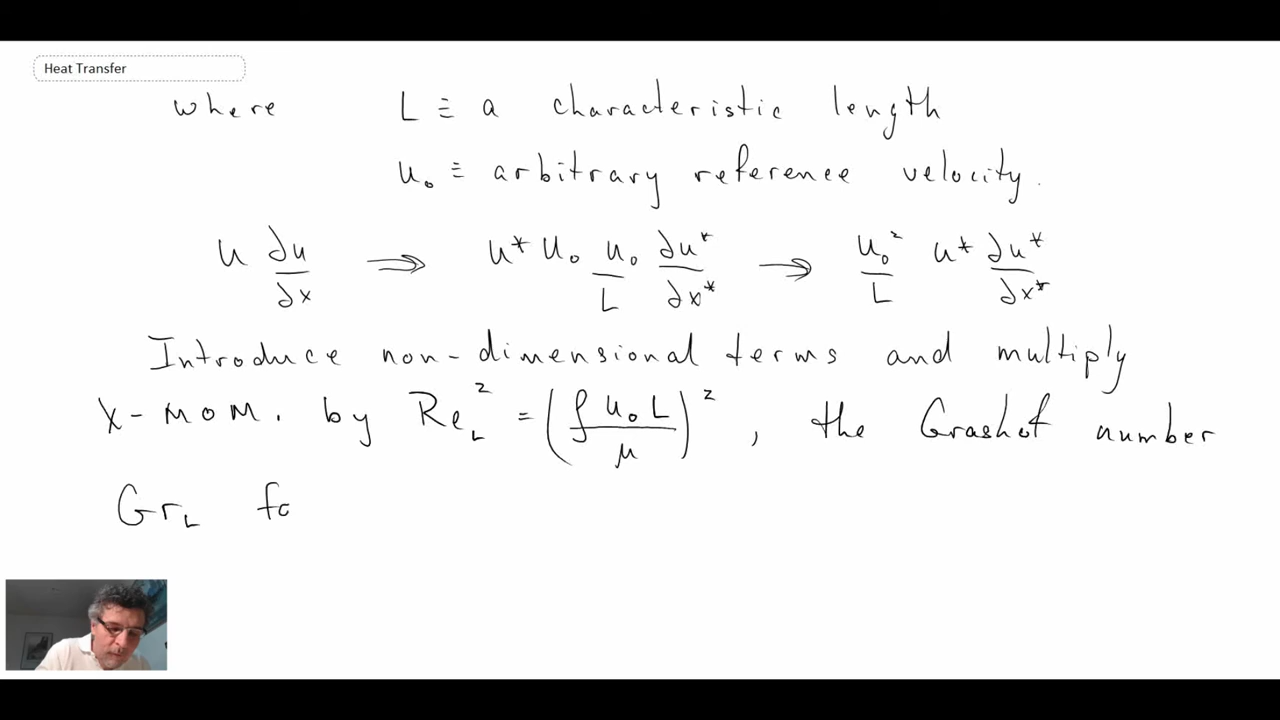 Heat Transfer
where L ≡ a characteristic length
u₀ ≡ arbitrary reference velocity.
u ∂u/∂x ⇒ u* u₀ u₀/L ∂u*/∂x* ⇒ u₀²/L u* ∂u*/∂x*
Introduce non-dimensional terms and multiply
x-mom. by Re_L² = (ρ u₀ L/μ)², the Grashof number
Gr_L fo